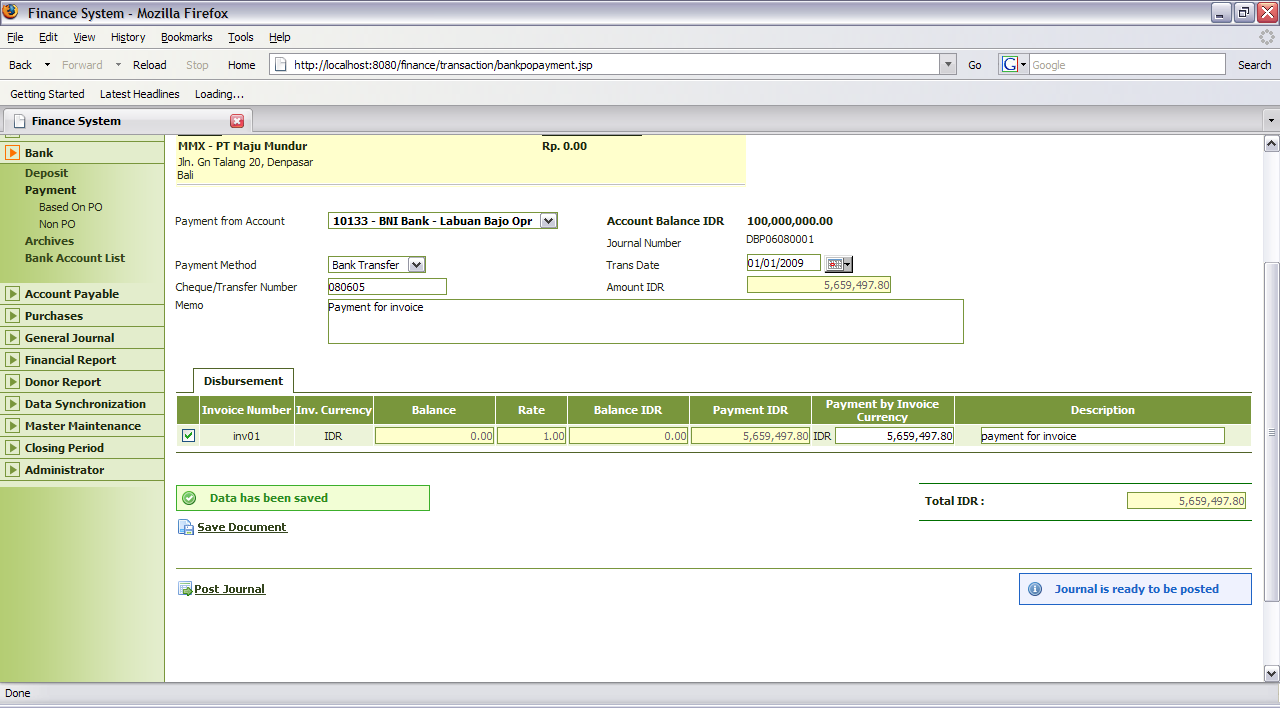 Finance System - Mozilla Firefox
File Edit View History Bookmarks Tools Help
Back Forward Reload Stop Home http://localhost:8080/finance/transaction/bankpopayment.jsp Go G Google Search
Getting Started Latest Headlines Loading...
Finance System
Bank
Deposit
Payment
Based On PO
Non PO
Archives
Bank Account List
Account Payable
Purchases
General Journal
Financial Report
Donor Report
Data Synchronization
Master Maintenance
Closing Period
Administrator
MMX - PT Maju Mundur Rp. 0.00
Jln. Gn Talang 20, Denpasar
Bali
Payment from Account 10133 - BNI Bank - Labuan Bajo Opr Account Balance IDR 100,000,000.00
Journal Number DBP06080001
Payment Method Bank Transfer Trans Date 01/01/2009
Cheque/Transfer Number 080605 Amount IDR 5,659,497.80
Memo Payment for invoice
Disbursement
Invoice Number Inv. Currency Balance Rate Balance IDR Payment IDR Payment by Invoice Currency Description
inv01 IDR 0.00 1.00 0.00 5,659,497.80 IDR 5,659,497.80 payment for invoice
Data has been saved Total IDR : 5,659,497.80
Save Document
Post Journal Journal is ready to be posted
Done